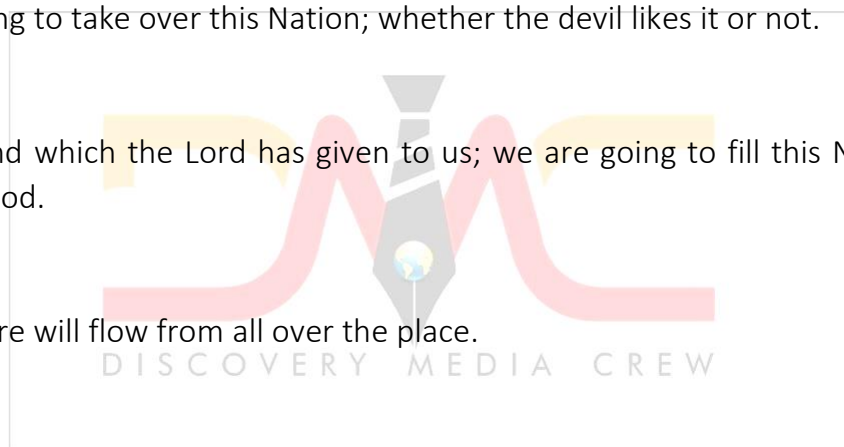 ng to take over this Nation; whether the devil likes it or not.
nd which the Lord has given to us; we are going to fill this N
od.
re will flow from all over the place.
DISCOVERY MEDIA CREW